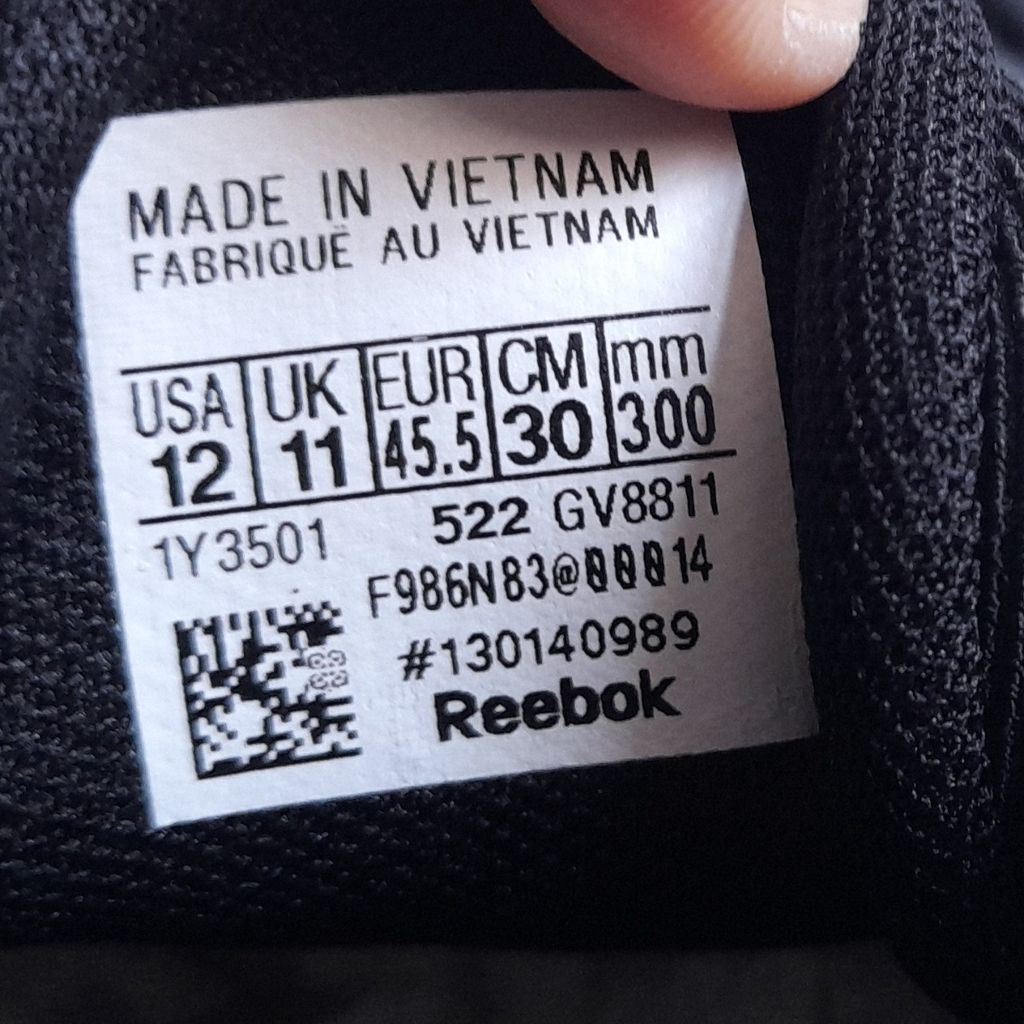 MADE IN VIETNAM
FABRIQUÉ AU VIETNAM
USA UK EUR CM mm
12 11 45.5 30 300
1Y3501 522 GV8811
F986N83@00014
#130140989
Reebok